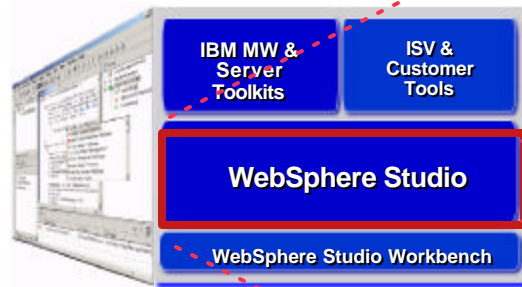 IBM MW &
Server
Toolkits
ISV &
Customer
Tools
WebSphere Studio
WebSphere Studio Workbench